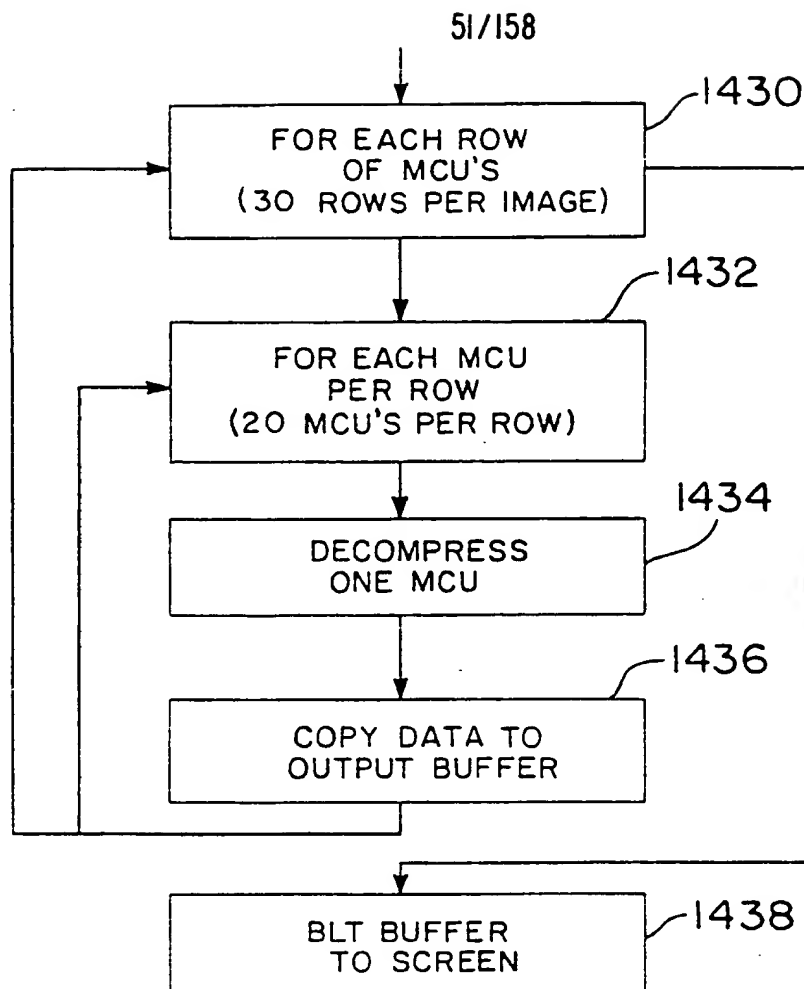 51/158
1430
FOR EACH ROW
OF MCU'S
(30 ROWS PER IMAGE)
1432
FOR EACH MCU
PER ROW
(20 MCU'S PER ROW)
1434
DECOMPRESS
ONE MCU
1436
COPY DATA TO
OUTPUT BUFFER
1438
BLT BUFFER
TO SCREEN